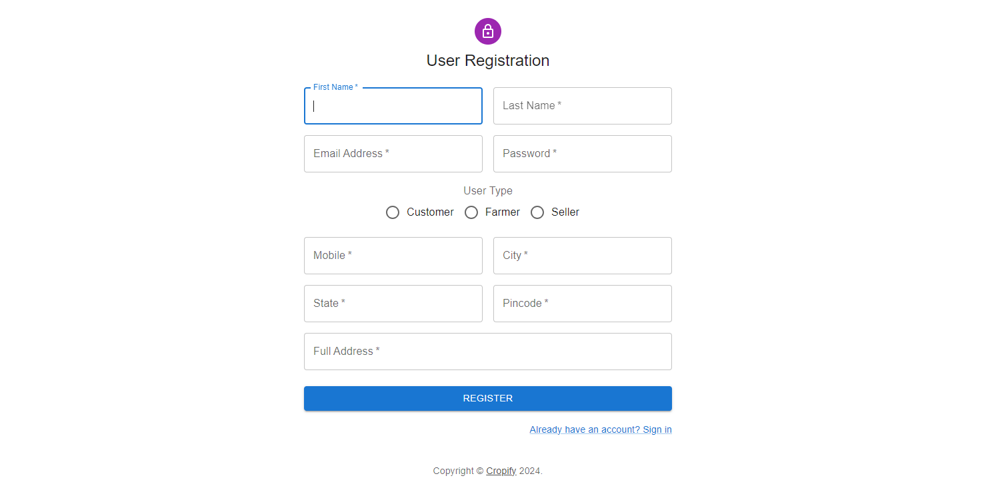 User Registration
First Name *
Last Name *
Email Address *
Password *
User Type
Customer
Farmer
Seller
Mobile *
City *
State *
Pincode *
Full Address *
REGISTER
Already have an account? Sign in
Copyright © Cropify 2024.